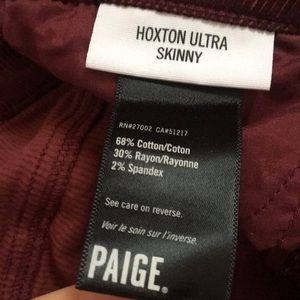 HOXTON ULTRA
SKINNY
RN#27002 CA#51217
68% Cotton/Coton
30% Rayon/Rayonne
2% Spandex
See care on reverse.
Voir le soin sur l'inverse.
PAIGE®